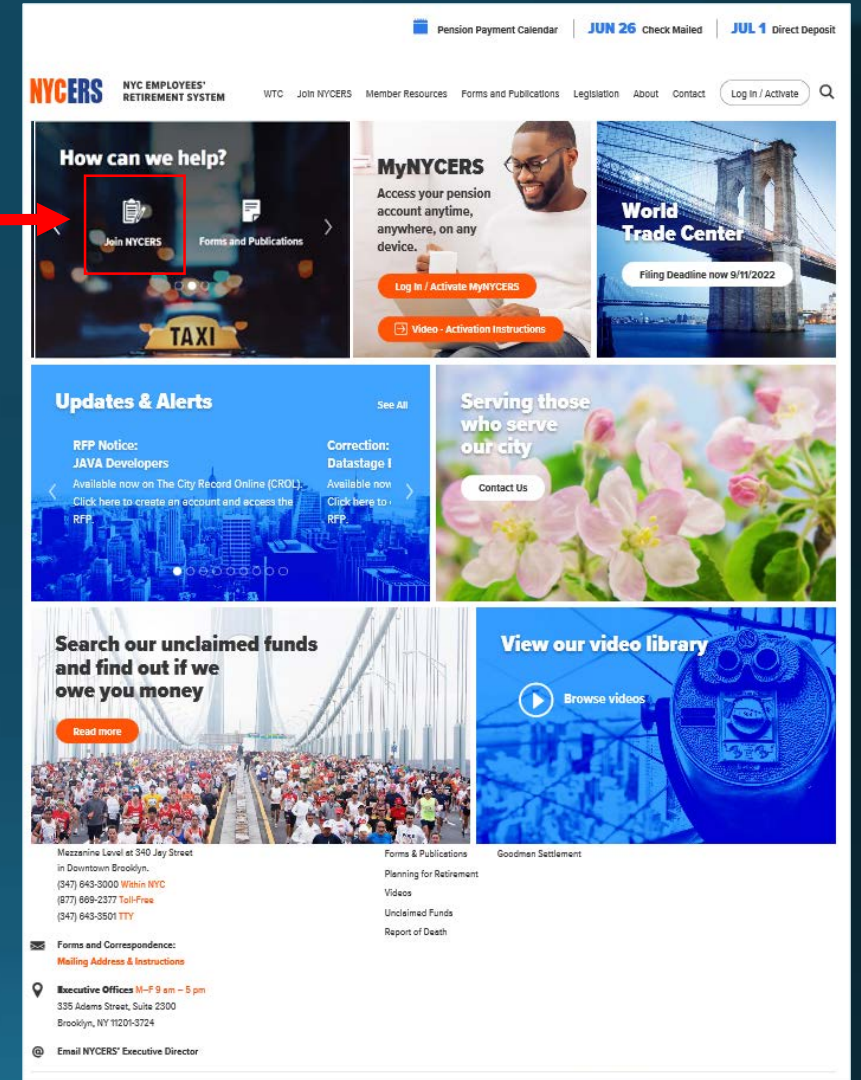 Pension Payment Calendar
JUN 26 Check Mailed
JUL 1 Direct Deposit
NYCERS
NYC EMPLOYEES'
RETIREMENT SYSTEM
WTC
Join NYCERS
Member Resources
Forms and Publications
Legislation
About
Contact
Log In / Activate
How can we help?
Join NYCERS
Forms and Publications
TAXI
MyNYCERS
Access your pension
account anytime,
anywhere, on any
device.
Log In / Activate MyNYCERS
Video - Activation Instructions
World
Trade Center
Filing Deadline now 9/11/2022
Updates & Alerts
See All
RFP Notice:
JAVA Developers
Available now on The City Record Online (CROL).
Click here to create an account and access the
RFP.
Correction:
Datastage
Available now
Click here to
RFP.
Serving those
who serve
our city
Contact Us
Search our unclaimed funds
and find out if we
owe you money
Read more
View our video library
Browse videos
Mezzanine Level at 340 Jay Street
in Downtown Brooklyn.
(347) 643-3000 Within NYC
(877) 669-2377 Toll-Free
(347) 643-3501 TTY
Forms and Correspondence:
Mailing Address & Instructions
Executive Offices M–F 9 am – 5 pm
335 Adams Street, Suite 2300
Brooklyn, NY 11201-3724
@ Email NYCERS' Executive Director
Forms & Publications
Planning for Retirement
Videos
Unclaimed Funds
Report of Death
Goodman Settlement